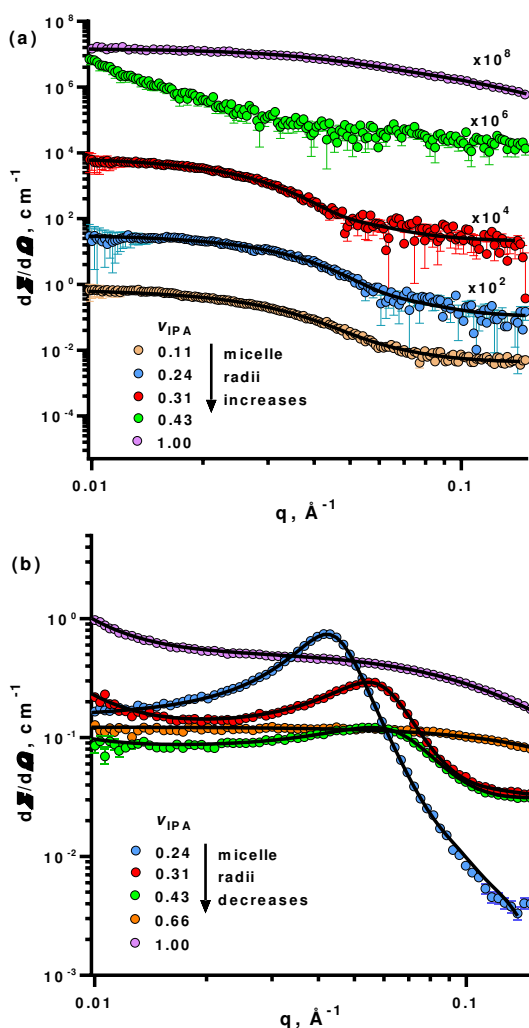 (a)
10^8
x10^8
10^6
x10^6
10^4
x10^4
10^2
x10^2
10^0
10^-2
10^-4
dΣ/dΩ, cm^-1
ν_IPA
0.11 micelle
0.24 radii
0.31 increases
0.43
1.00
0.01 0.1
q, Å^-1
(b)
10^0
10^-1
10^-2
10^-3
dΣ/dΩ, cm^-1
ν_IPA
0.24 micelle
0.31 radii
0.43 decreases
0.66
1.00
0.01 0.1
q, Å^-1